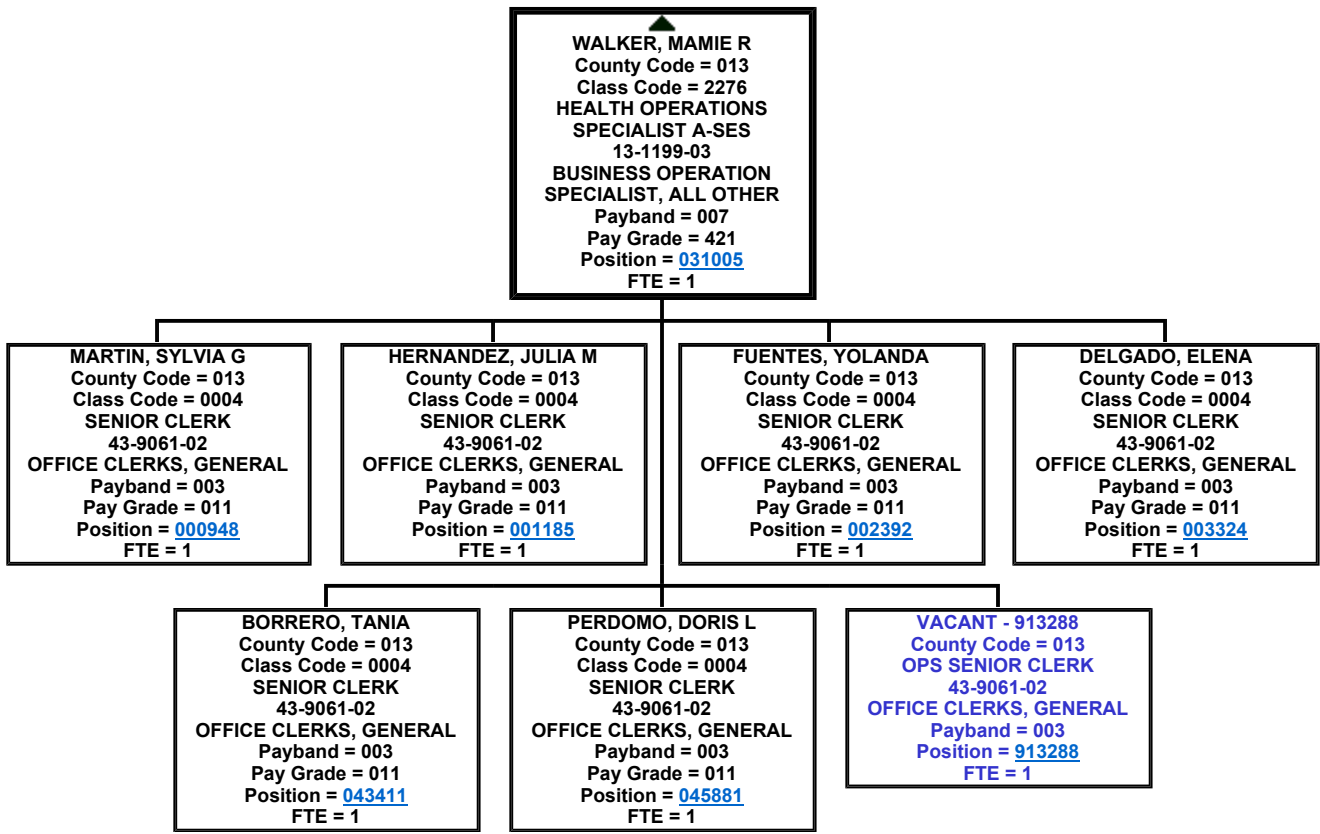 WALKER, MAMIE R
County Code = 013
Class Code = 2276
HEALTH OPERATIONS
SPECIALIST A-SES
13-1199-03
BUSINESS OPERATION
SPECIALIST, ALL OTHER
Payband = 007
Pay Grade = 421
Position = 031005
FTE = 1
MARTIN, SYLVIA G
County Code = 013
Class Code = 0004
SENIOR CLERK
43-9061-02
OFFICE CLERKS, GENERAL
Payband = 003
Pay Grade = 011
Position = 000948
FTE = 1
HERNANDEZ, JULIA M
County Code = 013
Class Code = 0004
SENIOR CLERK
43-9061-02
OFFICE CLERKS, GENERAL
Payband = 003
Pay Grade = 011
Position = 001185
FTE = 1
FUENTES, YOLANDA
County Code = 013
Class Code = 0004
SENIOR CLERK
43-9061-02
OFFICE CLERKS, GENERAL
Payband = 003
Pay Grade = 011
Position = 002392
FTE = 1
DELGADO, ELENA
County Code = 013
Class Code = 0004
SENIOR CLERK
43-9061-02
OFFICE CLERKS, GENERAL
Payband = 003
Pay Grade = 011
Position = 003324
FTE = 1
BORRERO, TANIA
County Code = 013
Class Code = 0004
SENIOR CLERK
43-9061-02
OFFICE CLERKS, GENERAL
Payband = 003
Pay Grade = 011
Position = 043411
FTE = 1
PERDOMO, DORIS L
County Code = 013
Class Code = 0004
SENIOR CLERK
43-9061-02
OFFICE CLERKS, GENERAL
Payband = 003
Pay Grade = 011
Position = 045881
FTE = 1
VACANT - 913288
County Code = 013
OPS SENIOR CLERK
43-9061-02
OFFICE CLERKS, GENERAL
Payband = 003
Position = 913288
FTE = 1